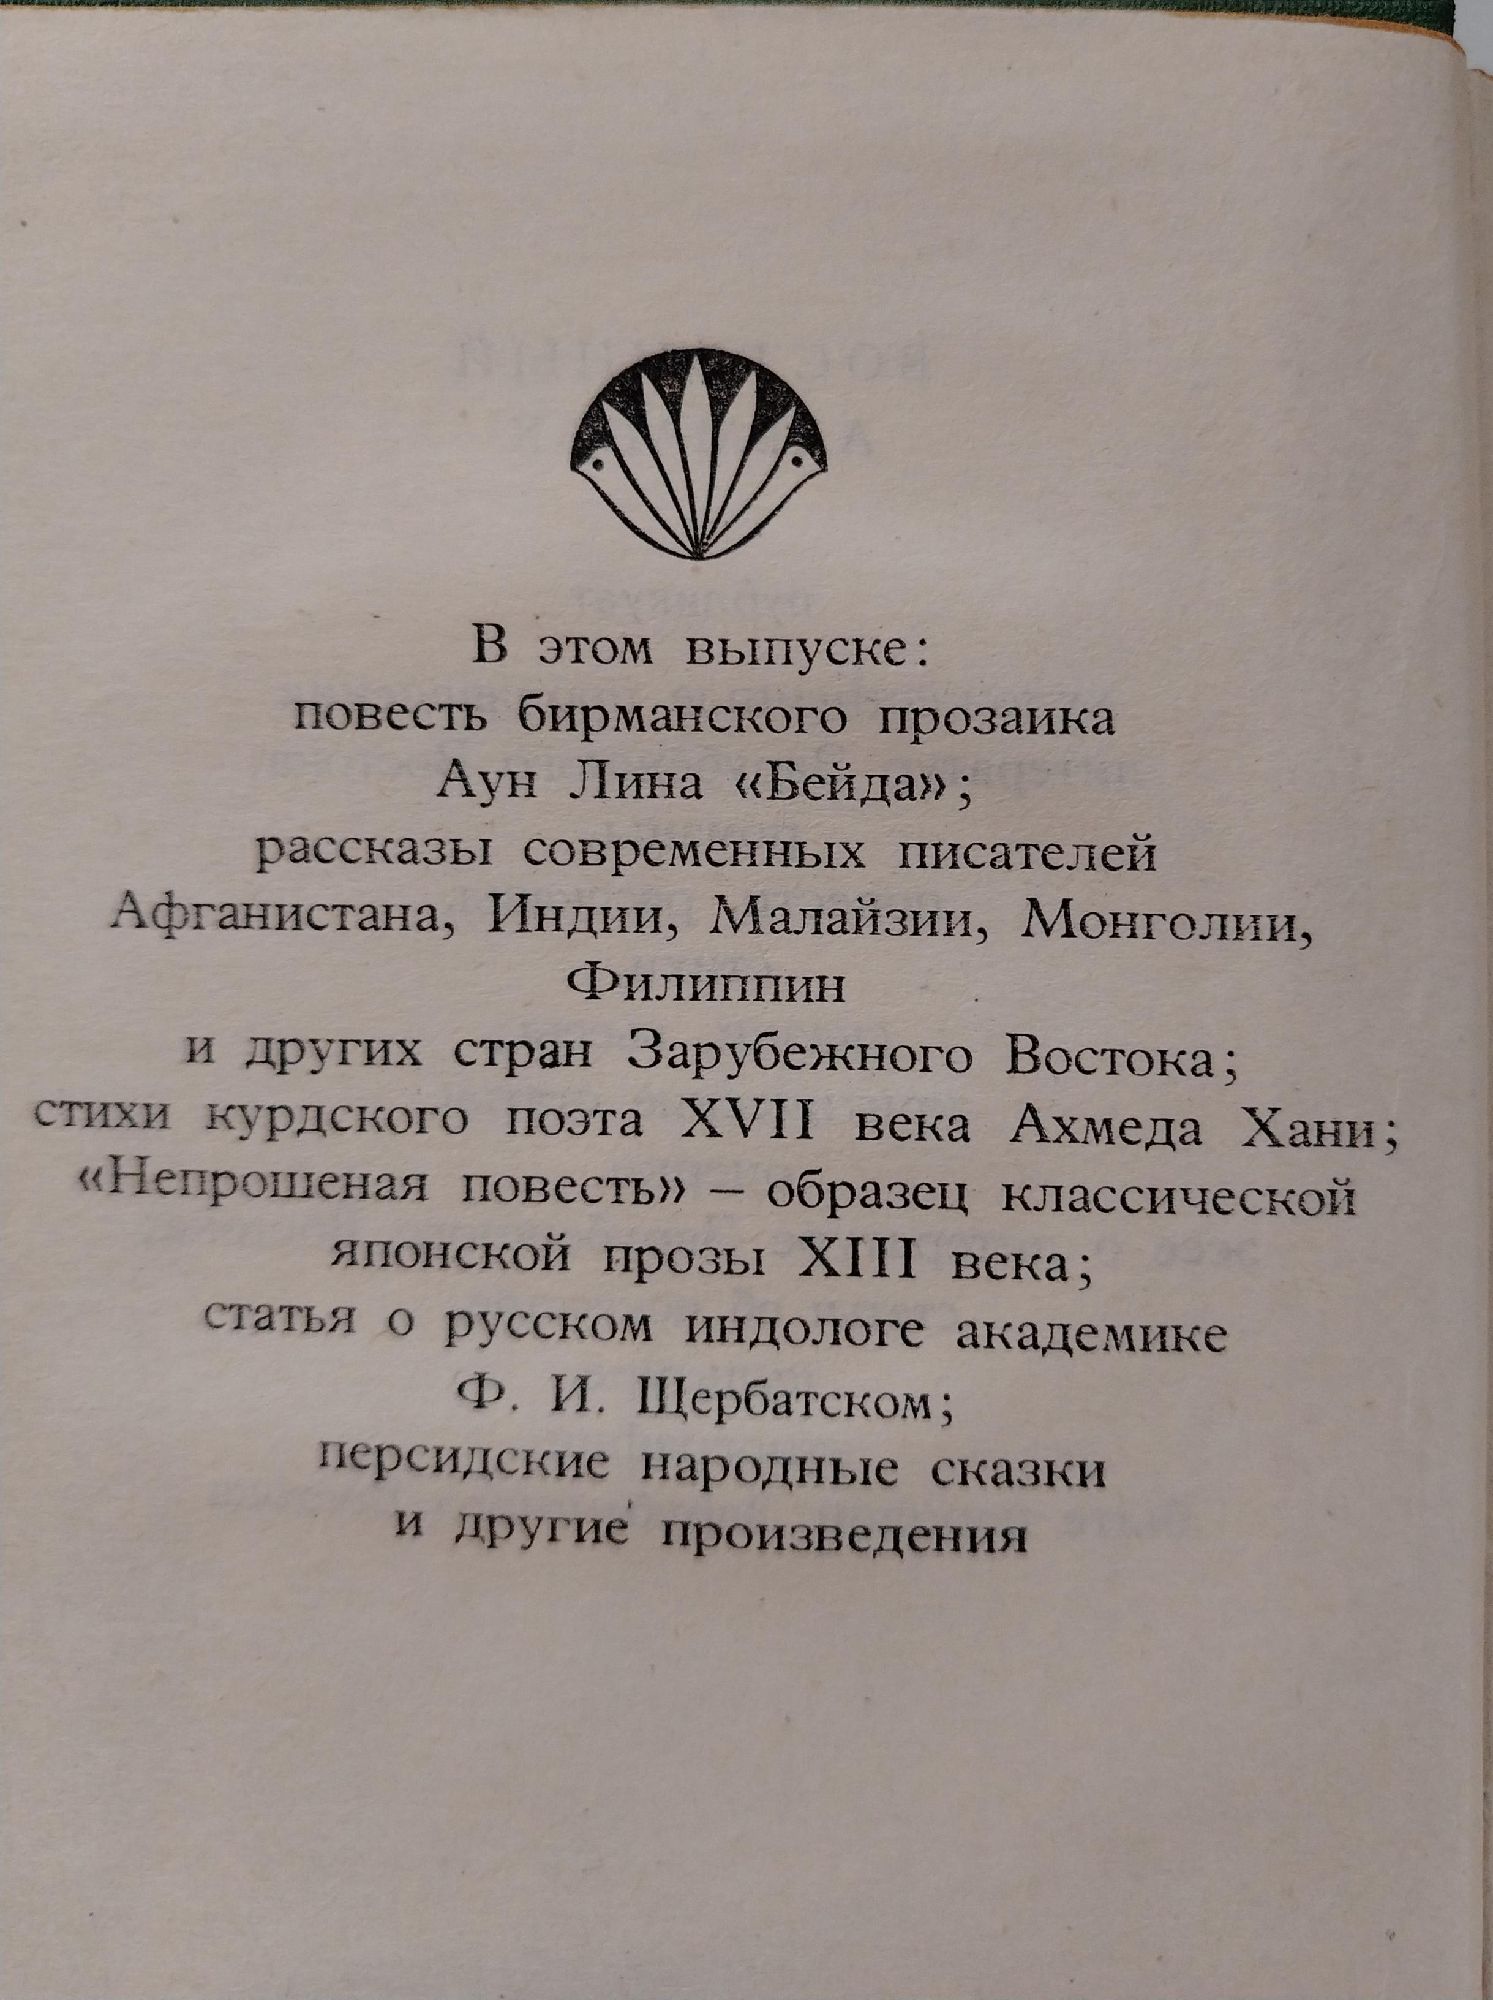 В этом выпуске:
повесть бирманского прозаика
Аун Лина «Бейда»;
рассказы современных писателей
Афганистана, Индии, Малайзии, Монголии,
Филиппин
и других стран Зарубежного Востока;
стихи курдского поэта XVII века Ахмеда Хани;
«Непрошеная повесть» – образец классической
японской прозы XIII века;
статья о русском индологе академике
Ф. И. Щербатском;
персидские народные сказки
и другие произведения